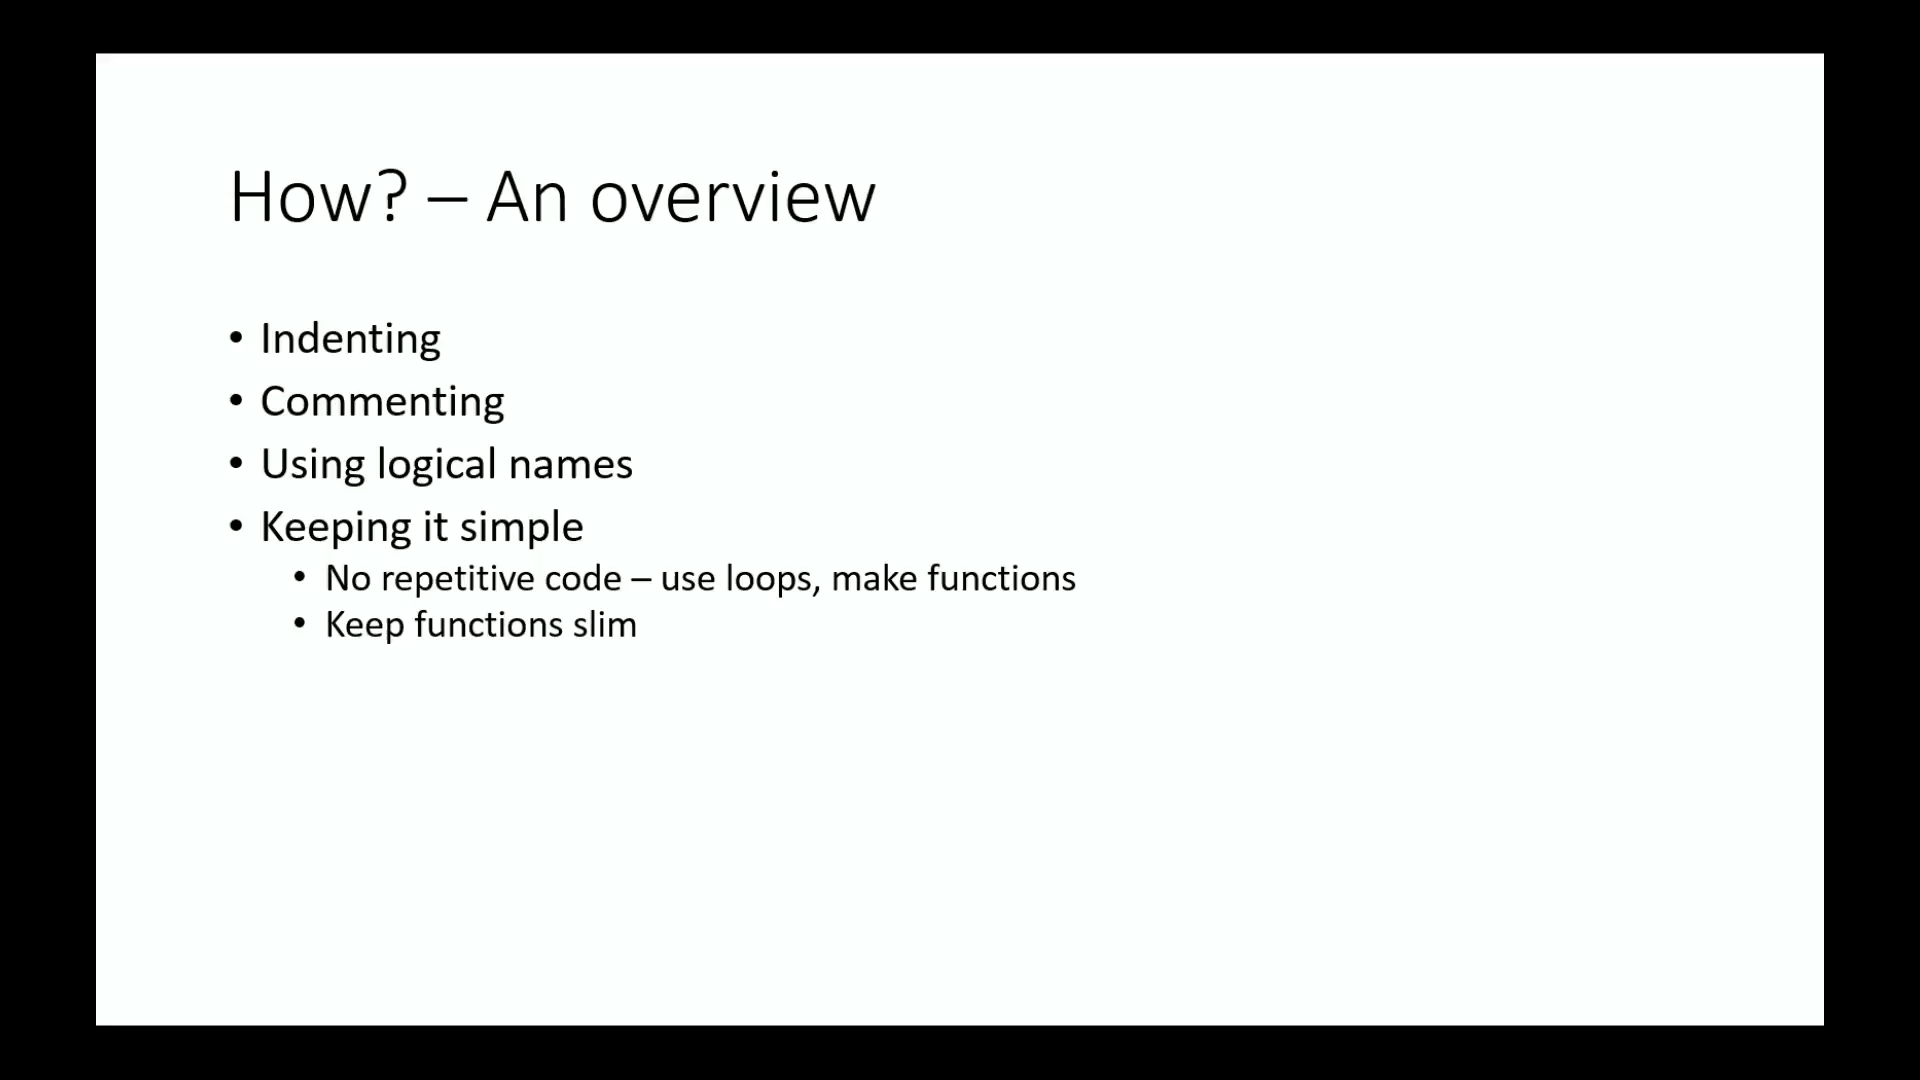 How? – An overview
• Indenting
• Commenting
• Using logical names
• Keeping it simple
• No repetitive code – use loops, make functions
• Keep functions slim